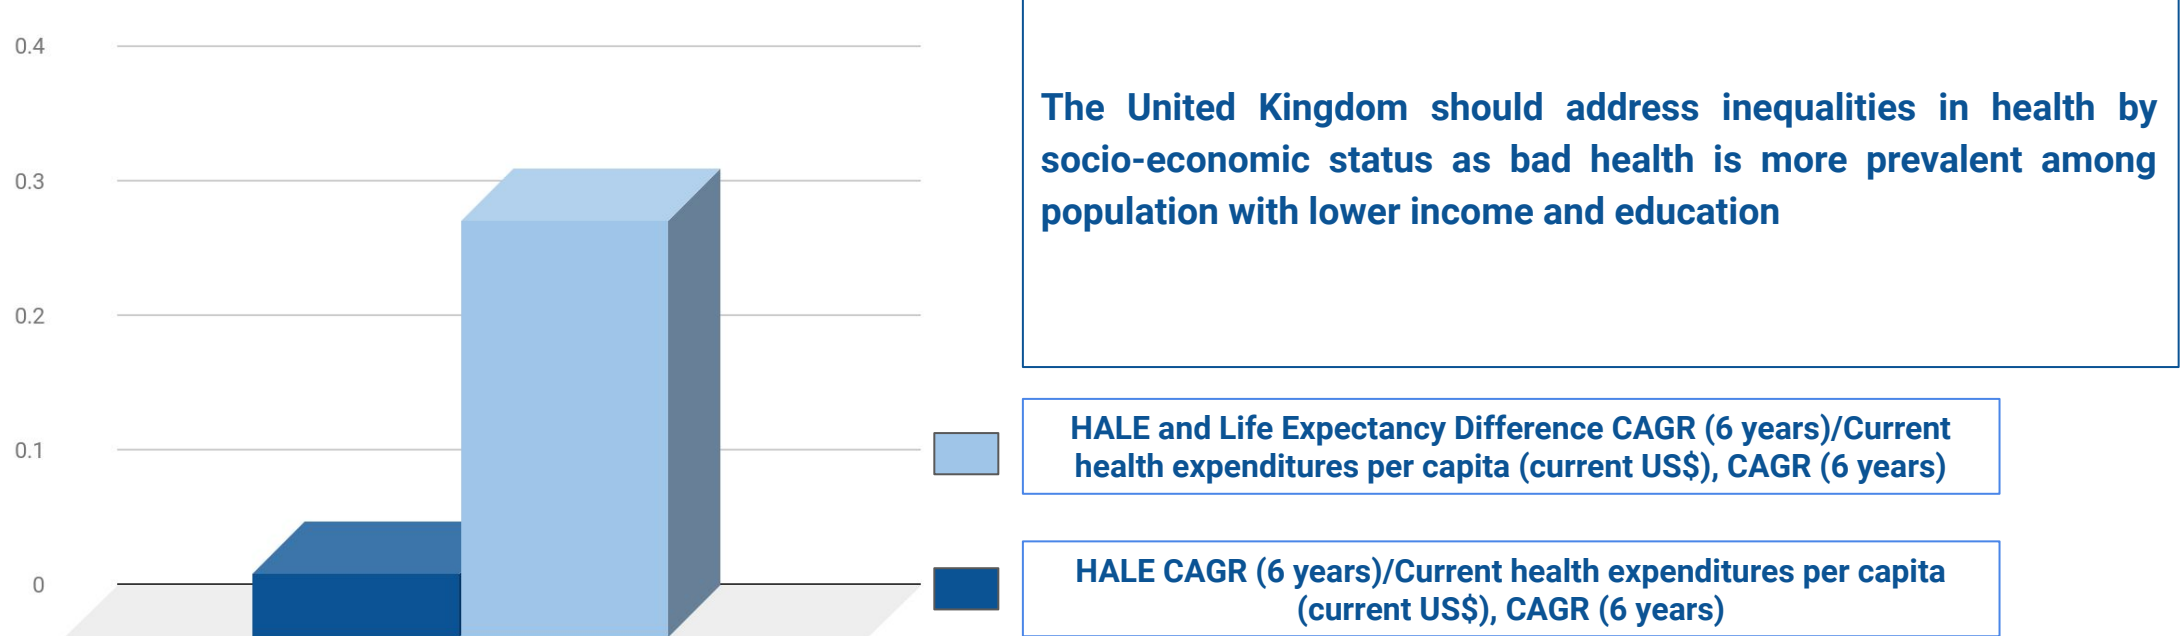 0.4
0.3
0.2
0.1
0
The United Kingdom should address inequalities in health by
socio-economic status as bad health is more prevalent among
population with lower income and education
HALE and Life Expectancy Difference CAGR (6 years)/Current
health expenditures per capita (current US$), CAGR (6 years)
HALE CAGR (6 years)/Current health expenditures per capita
(current US$), CAGR (6 years)